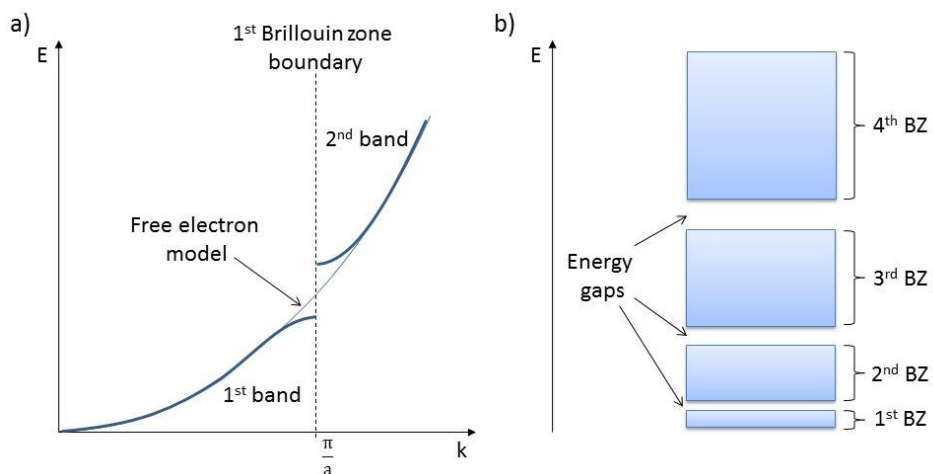 a)
E
1st Brillouin zone
boundary
2nd band
Free electron
model
1st band
k
π
a
b)
E
4th BZ
Energy
gaps
3rd BZ
2nd BZ
1st BZ